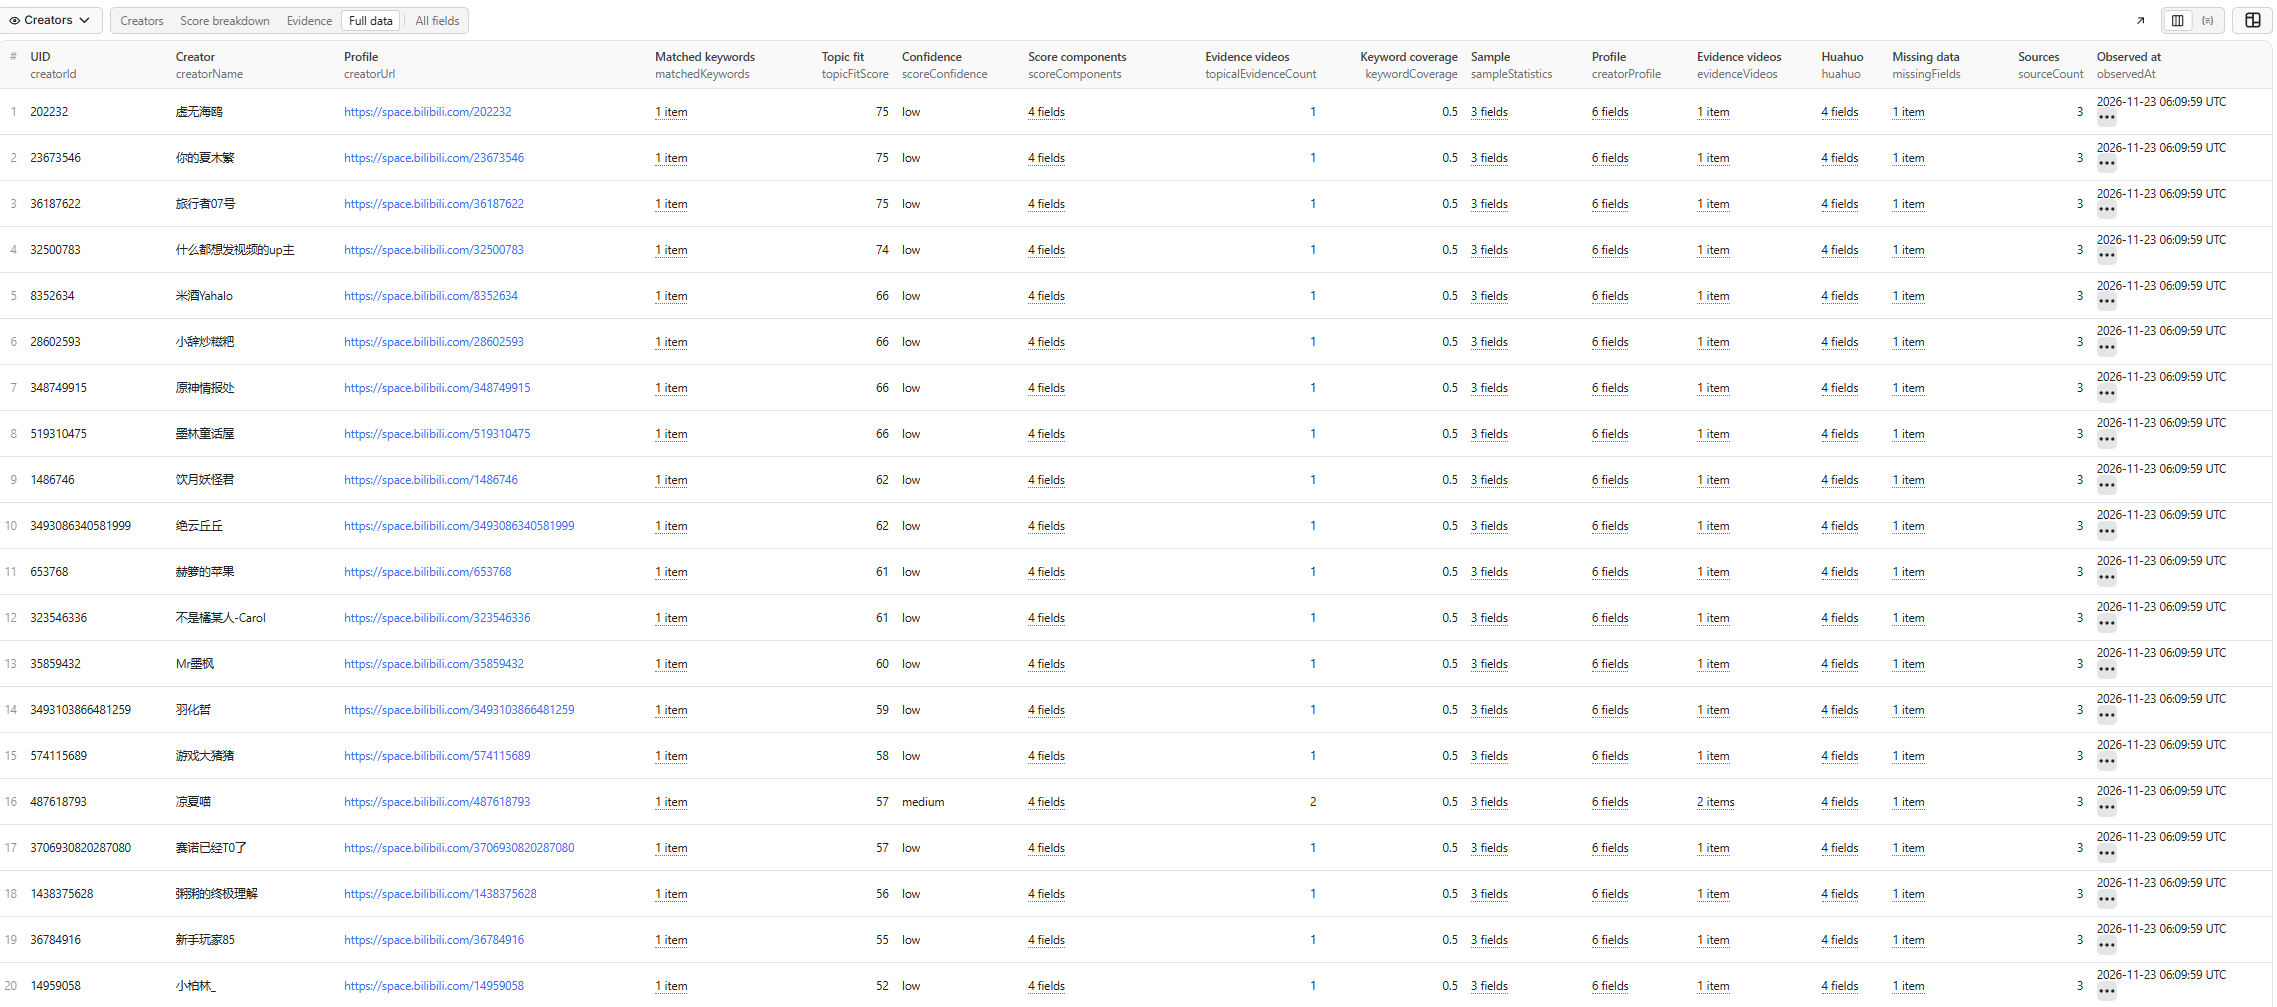 Creators Creators Score breakdown Evidence Full data All fields
# UID Creator Profile Matched keywords Topic fit Confidence Score components Evidence videos Keyword coverage Sample Profile Evidence videos Huahuo Missing data Sources Observed at
creatorId creatorName creatorUrl matchedKeywords topicFitScore scoreConfidence scoreComponents topicalEvidenceCount keywordCoverage sampleStatistics creatorProfile evidenceVideos huahuo missingFields sourceCount observedAt
1 202232 虚无海鸥 https://space.bilibili.com/202232 1 item 75 low 4 fields 1 0.5 3 fields 6 fields 1 item 4 fields 1 item 3 2026-11-23 06:09:59 UTC
2 23673546 你的夏木繁 https://space.bilibili.com/23673546 1 item 75 low 4 fields 1 0.5 3 fields 6 fields 1 item 4 fields 1 item 3 2026-11-23 06:09:59 UTC
3 36187622 旅行者07号 https://space.bilibili.com/36187622 1 item 75 low 4 fields 1 0.5 3 fields 6 fields 1 item 4 fields 1 item 3 2026-11-23 06:09:59 UTC
4 32500783 什么都想发视频的up主 https://space.bilibili.com/32500783 1 item 74 low 4 fields 1 0.5 3 fields 6 fields 1 item 4 fields 1 item 3 2026-11-23 06:09:59 UTC
5 8352634 米酒Yahalo https://space.bilibili.com/8352634 1 item 66 low 4 fields 1 0.5 3 fields 6 fields 1 item 4 fields 1 item 3 2026-11-23 06:09:59 UTC
6 28602593 小辞炒糍粑 https://space.bilibili.com/28602593 1 item 66 low 4 fields 1 0.5 3 fields 6 fields 1 item 4 fields 1 item 3 2026-11-23 06:09:59 UTC
7 348749915 原神情报处 https://space.bilibili.com/348749915 1 item 66 low 4 fields 1 0.5 3 fields 6 fields 1 item 4 fields 1 item 3 2026-11-23 06:09:59 UTC
8 519310475 墨林童话屋 https://space.bilibili.com/519310475 1 item 66 low 4 fields 1 0.5 3 fields 6 fields 1 item 4 fields 1 item 3 2026-11-23 06:09:59 UTC
9 1486746 饮月妖怪君 https://space.bilibili.com/1486746 1 item 62 low 4 fields 1 0.5 3 fields 6 fields 1 item 4 fields 1 item 3 2026-11-23 06:09:59 UTC
10 3493086340581999 绝云丘丘 https://space.bilibili.com/3493086340581999 1 item 62 low 4 fields 1 0.5 3 fields 6 fields 1 item 4 fields 1 item 3 2026-11-23 06:09:59 UTC
11 653768 赫箩的苹果 https://space.bilibili.com/653768 1 item 61 low 4 fields 1 0.5 3 fields 6 fields 1 item 4 fields 1 item 3 2026-11-23 06:09:59 UTC
12 323546336 不是橘某人-Carol https://space.bilibili.com/323546336 1 item 61 low 4 fields 1 0.5 3 fields 6 fields 1 item 4 fields 1 item 3 2026-11-23 06:09:59 UTC
13 35859432 Mr墨枫 https://space.bilibili.com/35859432 1 item 60 low 4 fields 1 0.5 3 fields 6 fields 1 item 4 fields 1 item 3 2026-11-23 06:09:59 UTC
14 3493103866481259 羽化晢 https://space.bilibili.com/3493103866481259 1 item 59 low 4 fields 1 0.5 3 fields 6 fields 1 item 4 fields 1 item 3 2026-11-23 06:09:59 UTC
15 574115689 游戏大猪猪 https://space.bilibili.com/574115689 1 item 58 low 4 fields 1 0.5 3 fields 6 fields 1 item 4 fields 1 item 3 2026-11-23 06:09:59 UTC
16 487618793 凉夏喵 https://space.bilibili.com/487618793 1 item 57 medium 4 fields 2 0.5 3 fields 6 fields 2 items 4 fields 1 item 3 2026-11-23 06:09:59 UTC
17 3706930820287080 赛诺已经T0了 https://space.bilibili.com/3706930820287080 1 item 57 low 4 fields 1 0.5 3 fields 6 fields 1 item 4 fields 1 item 3 2026-11-23 06:09:59 UTC
18 1438375628 粥粥的终极理解 https://space.bilibili.com/1438375628 1 item 56 low 4 fields 1 0.5 3 fields 6 fields 1 item 4 fields 1 item 3 2026-11-23 06:09:59 UTC
19 36784916 新手玩家85 https://space.bilibili.com/36784916 1 item 55 low 4 fields 1 0.5 3 fields 6 fields 1 item 4 fields 1 item 3 2026-11-23 06:09:59 UTC
20 14959058 小柏林_ https://space.bilibili.com/14959058 1 item 52 low 4 fields 1 0.5 3 fields 6 fields 1 item 4 fields 1 item 3 2026-11-23 06:09:59 UTC